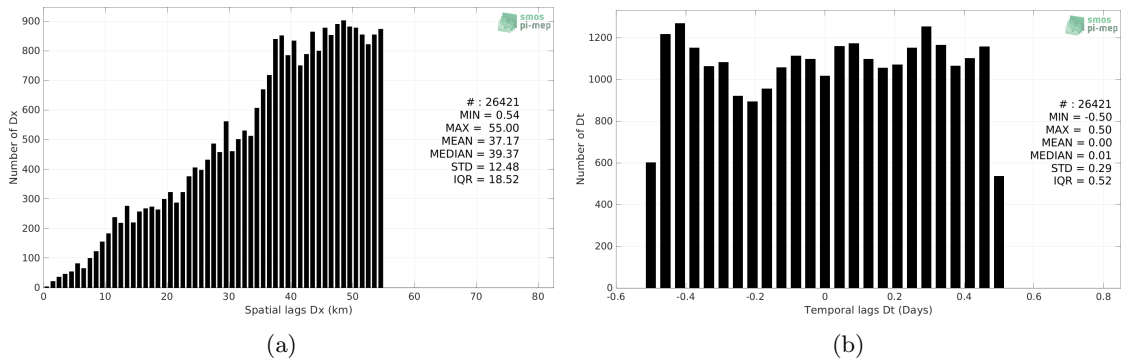 900
800
700
600
500
400
300
200
100
0
Number of Dx
smos
pi-mep
# : 26421
MIN = 0.54
MAX = 55.00
MEAN = 37.17
MEDIAN = 39.37
STD = 12.48
IQR = 18.52
0 10 20 30 40 50 60 70 80
Spatial lags Dx (km)
(a)
1200
1000
800
600
400
200
0
Number of Dt
smos
pi-mep
# : 26421
MIN = -0.50
MAX = 0.50
MEAN = 0.00
MEDIAN = 0.01
STD = 0.29
IQR = 0.52
-0.6 -0.4 -0.2 0 0.2 0.4 0.6 0.8
Temporal lags Dt (Days)
(b)